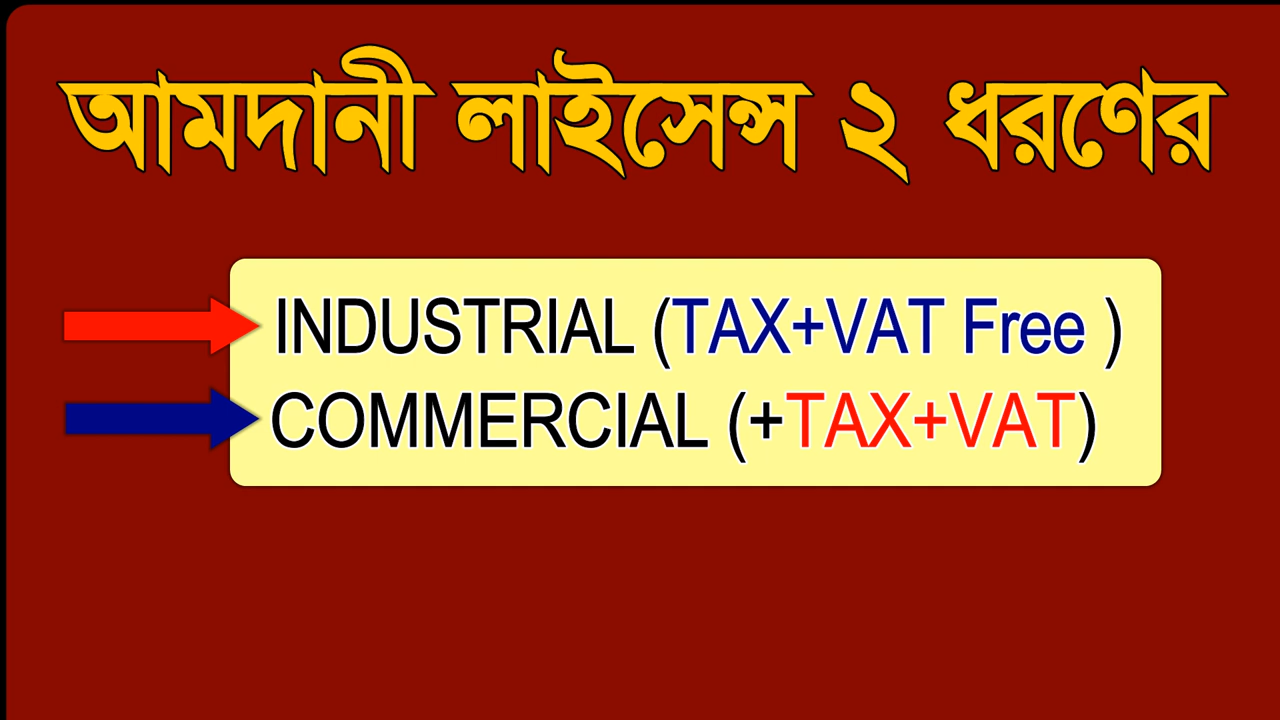 আমদানী লাইসেন্স ২ ধরণের
INDUSTRIAL (TAX+VAT Free )
COMMERCIAL (+TAX+VAT)